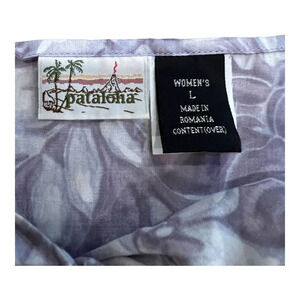 pataloha
WOMEN'S
L
MADE IN
ROMANIA
CONTENT(OVER)